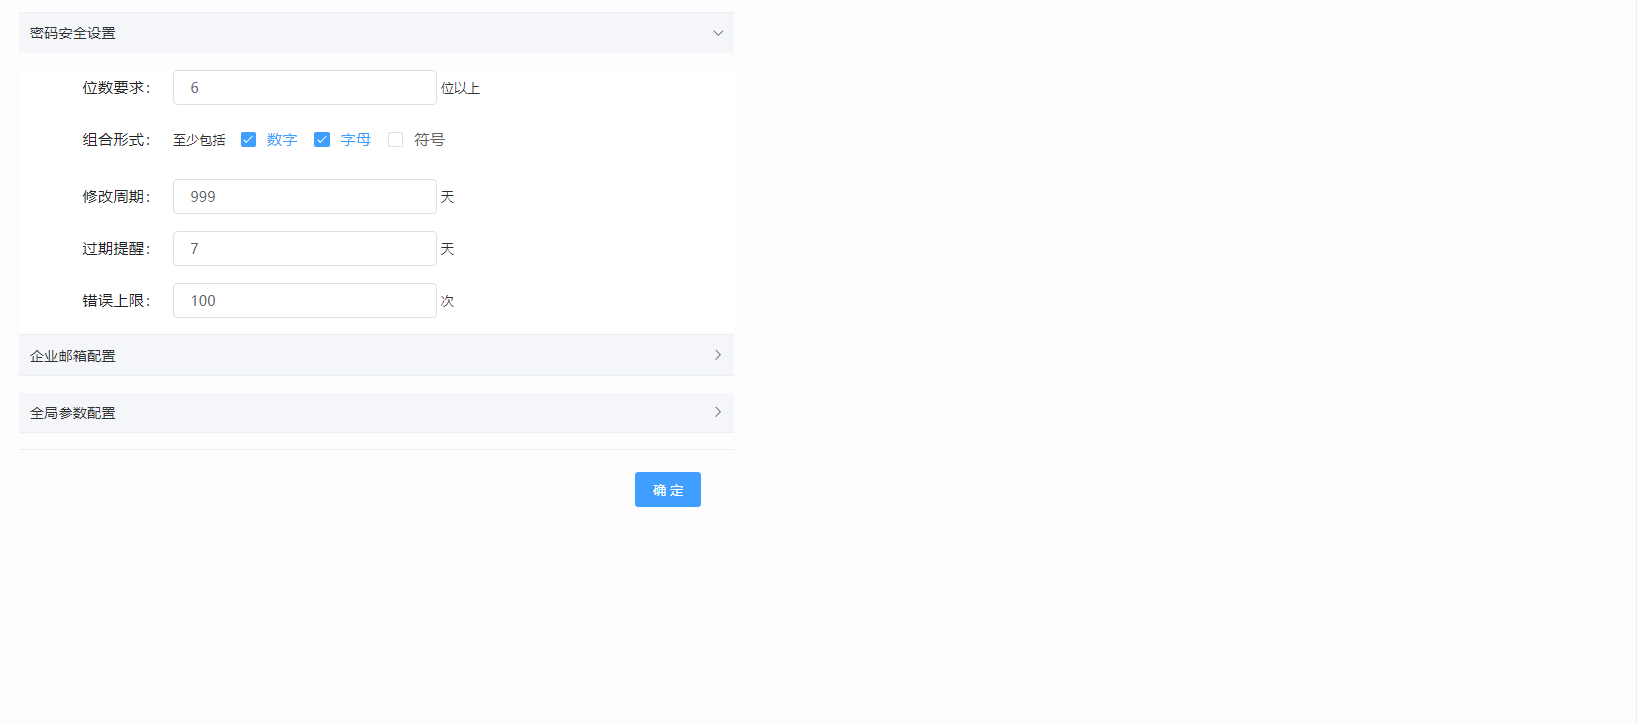 密码安全设置
位数要求： 6 位以上
组合形式： 至少包括 数字 字母 符号
修改周期： 999 天
过期提醒： 7 天
错误上限： 100 次
企业邮箱配置
全局参数配置
确 定